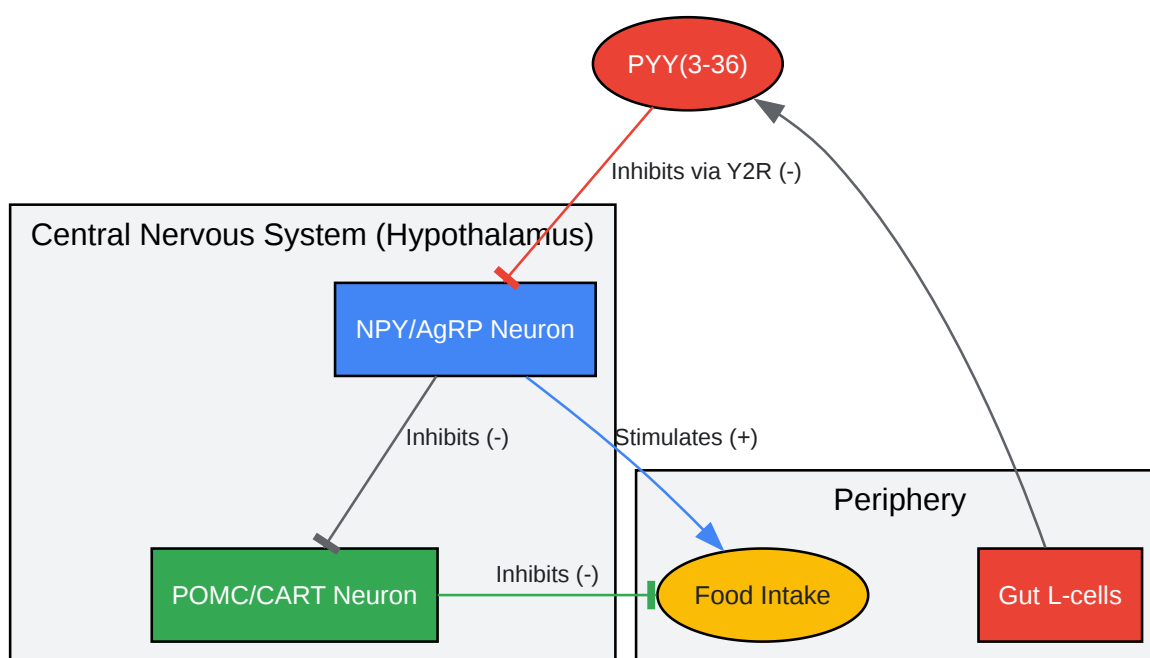 PYY(3-36)
Inhibits via Y2R (-)
Central Nervous System (Hypothalamus)
NPY/AgRP Neuron
Inhibits (-)
Stimulates (+)
Periphery
POMC/CART Neuron
Inhibits (-)
Food Intake
Gut L-cells